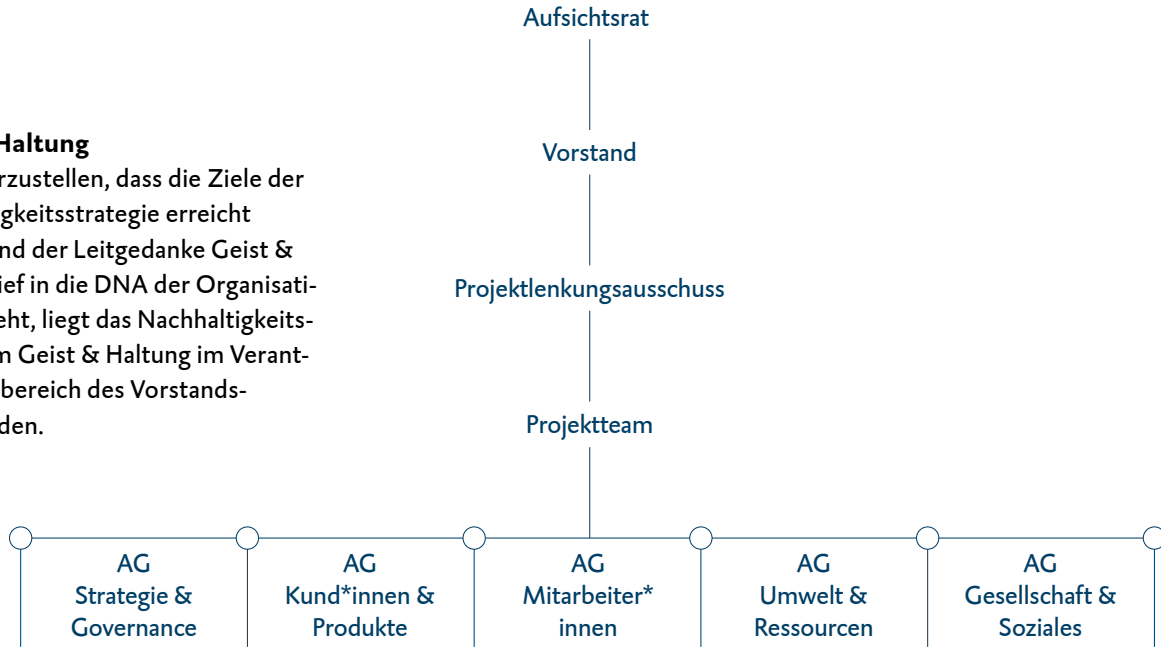 Haltung
rzustellen, dass die Ziele der
gkeitsstrategie erreicht
nd der Leitgedanke Geist &
ief in die DNA der Organisati-
eht, liegt das Nachhaltigkeits-
m Geist & Haltung im Verant-
bereich des Vorstands-
den.
Aufsichtsrat
Vorstand
Projektlenkungsausschuss
Projektteam
AG
Strategie &
Governance
AG
Kund*innen &
Produkte
AG
Mitarbeiter*
innen
AG
Umwelt &
Ressourcen
AG
Gesellschaft &
Soziales